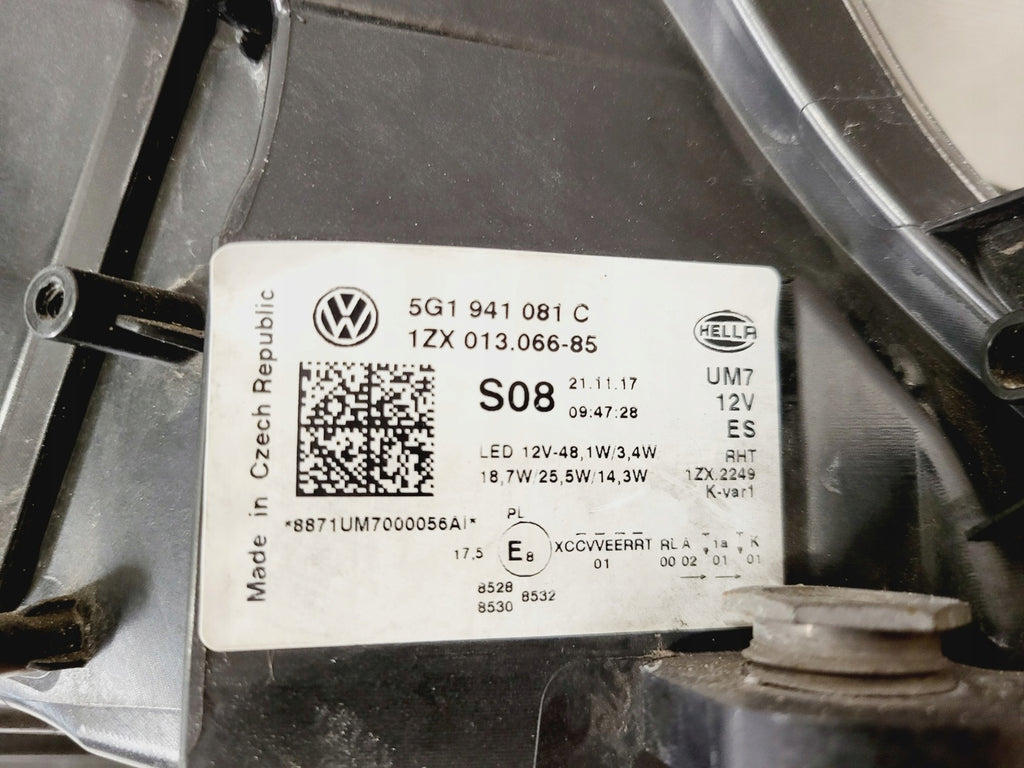 Made in Czech Republic
5G1 941 081 C
1ZX 013.066-85
HELLA
S08
21.11.17
09:47:28
UM7
12V
ES
RHT
1ZX.2249
K-var1
LED 12V-48,1W/3,4W
18,7W/25,5W/14,3W
*8871UM7000056AI*
PL
17,5
E8
XCCVVEERRT RL A 1a K
01 00 02 01 01
8528
8530
8532